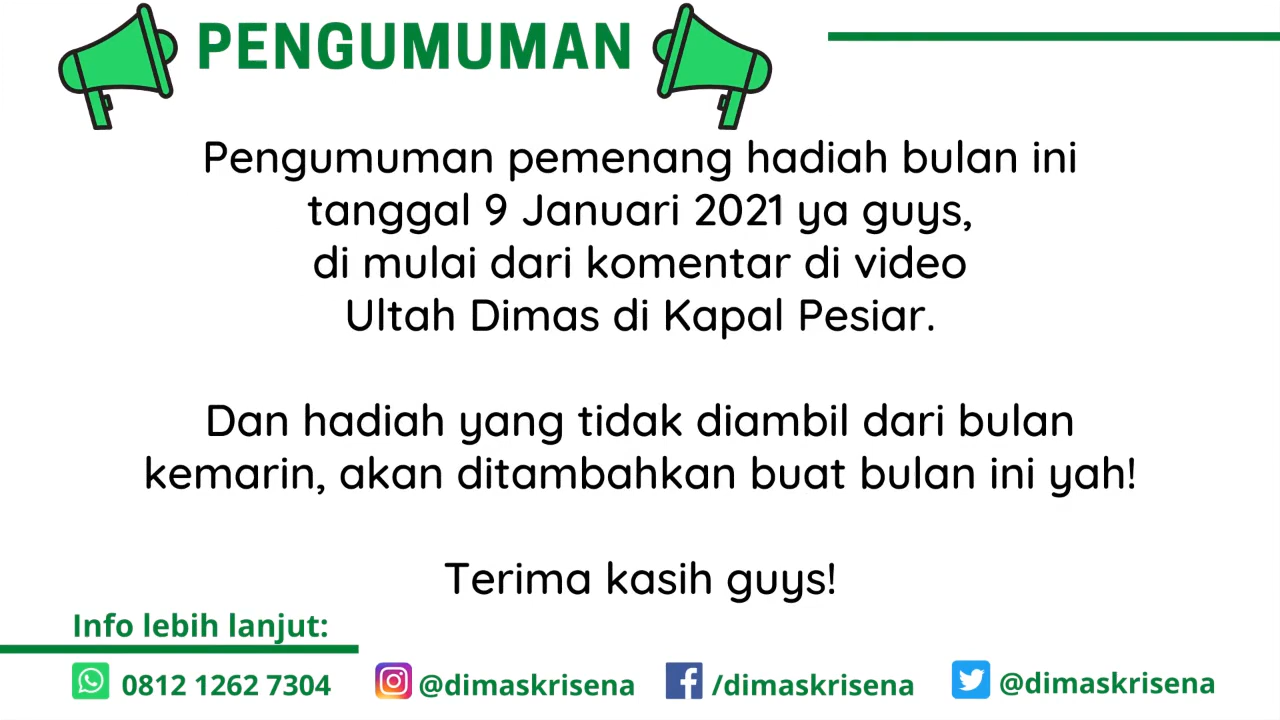 PENGUMUMAN
Pengumuman pemenang hadiah bulan ini
tanggal 9 Januari 2021 ya guys,
di mulai dari komentar di video
Ultah Dimas di Kapal Pesiar.
Dan hadiah yang tidak diambil dari bulan
kemarin, akan ditambahkan buat bulan ini yah!
Terima kasih guys!
Info lebih lanjut:
0812 1262 7304 @dimaskrisena /dimaskrisena @dimaskrisena